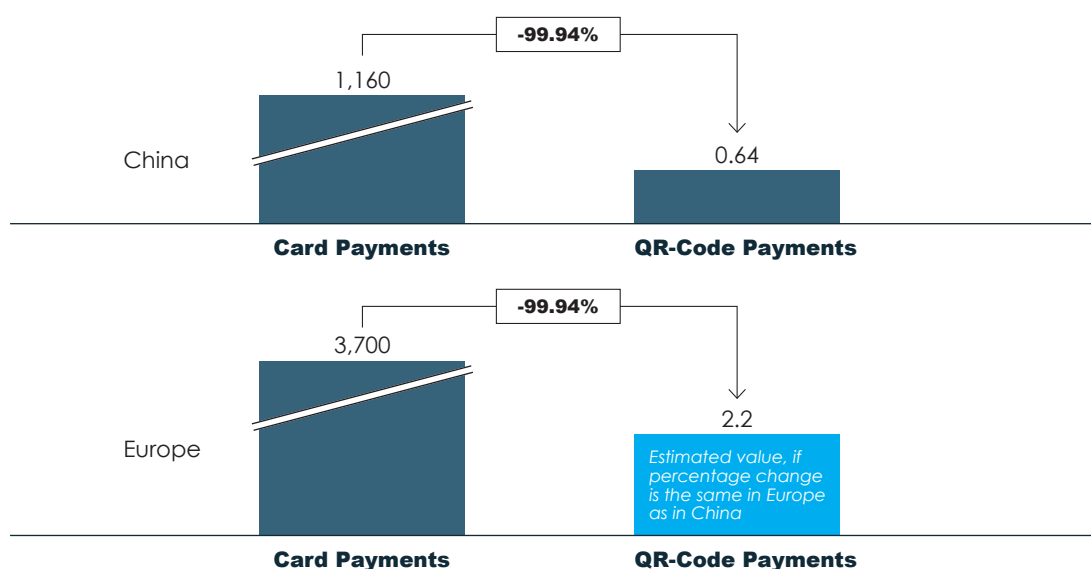 -99.94%
1,160
0.64
China
Card Payments
QR-Code Payments
-99.94%
3,700
2.2
Europe
Estimated value, if
percentage change
is the same in Europe
as in China
Card Payments
QR-Code Payments